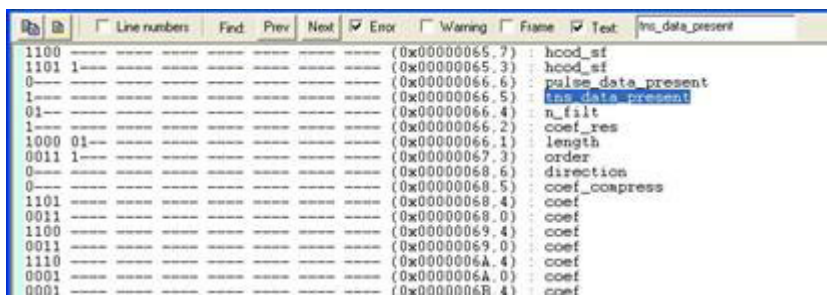 Line numbers Find: Prev Next Error Warning Frame Text: tns_data_present
1100 ---- ---- ---- ---- ---- ---- ---- (0x00000065,7) : hcod_sf
1101 1--- ---- ---- ---- ---- ---- ---- (0x00000065,3) : hcod_sf
0--- ---- ---- ---- ---- ---- ---- ---- (0x00000066,6) : pulse_data_present
1--- ---- ---- ---- ---- ---- ---- ---- (0x00000066,5) : tns_data_present
01-- ---- ---- ---- ---- ---- ---- ---- (0x00000066,4) : n_filt
1--- ---- ---- ---- ---- ---- ---- ---- (0x00000066,2) : coef_res
1000 01-- ---- ---- ---- ---- ---- ---- (0x00000066,1) : length
0011 1--- ---- ---- ---- ---- ---- ---- (0x00000067,3) : order
0--- ---- ---- ---- ---- ---- ---- ---- (0x00000068,6) : direction
0--- ---- ---- ---- ---- ---- ---- ---- (0x00000068,5) : coef_compress
1101 ---- ---- ---- ---- ---- ---- ---- (0x00000068,4) : coef
0011 ---- ---- ---- ---- ---- ---- ---- (0x00000068,0) : coef
1100 ---- ---- ---- ---- ---- ---- ---- (0x00000069,4) : coef
0011 ---- ---- ---- ---- ---- ---- ---- (0x00000069,0) : coef
1110 ---- ---- ---- ---- ---- ---- ---- (0x0000006A,4) : coef
0001 ---- ---- ---- ---- ---- ---- ---- (0x0000006A,0) : coef
0001 ---- ---- ---- ---- ---- ---- ---- (0x0000006B,4) : coef